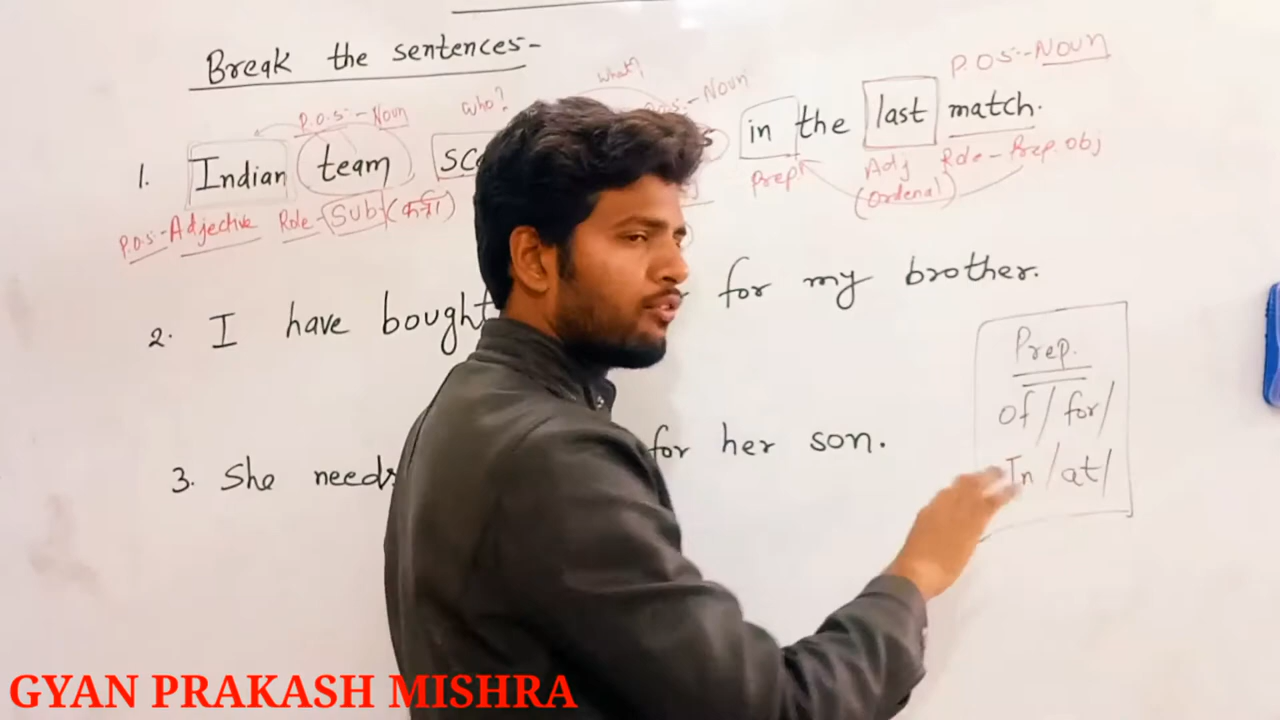 Break the sentences-
P.O.S:- Noun who? what? Noun P.O.S:- NOUN
1. Indian team in the last match.
P.O.S:- Adjective Role - Sub (कर्ता) Prepⁿ Adj (ordenal) Role - Prep. obj
2. I have bought for my brother.
3. She needs for her son.
Prep.
Of / for /
In / at /
GYAN PRAKASH MISHRA